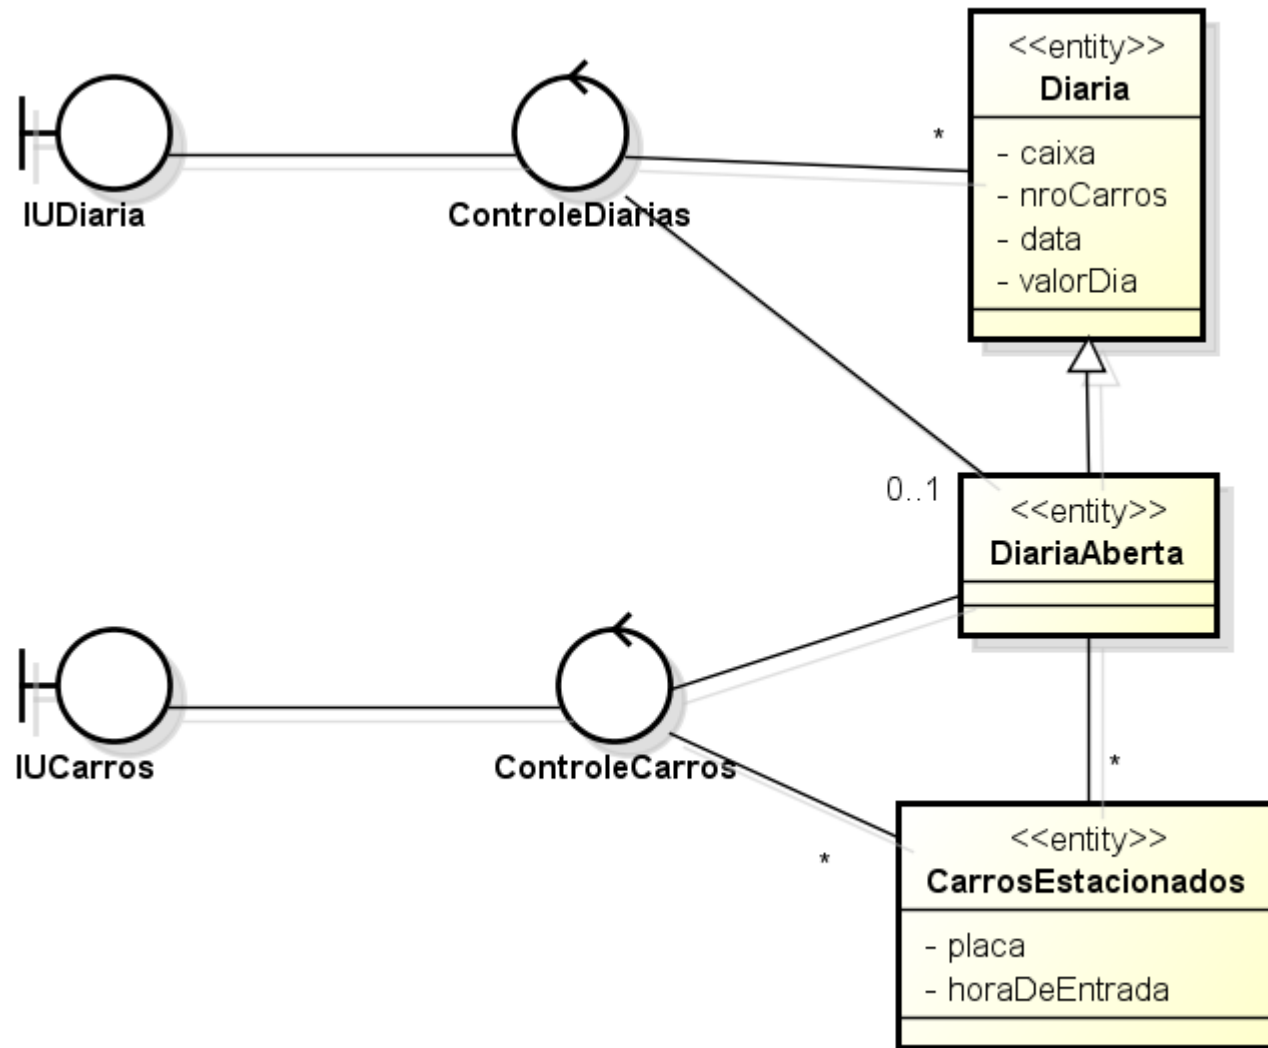 <<entity>>
Diaria
- caixa
- nroCarros
- data
- valorDia
*
IUDiaria
ControleDiarias
0..1
<<entity>>
DiariaAberta
IUCarros
ControleCarros
*
*
<<entity>>
CarrosEstacionados
- placa
- horaDeEntrada